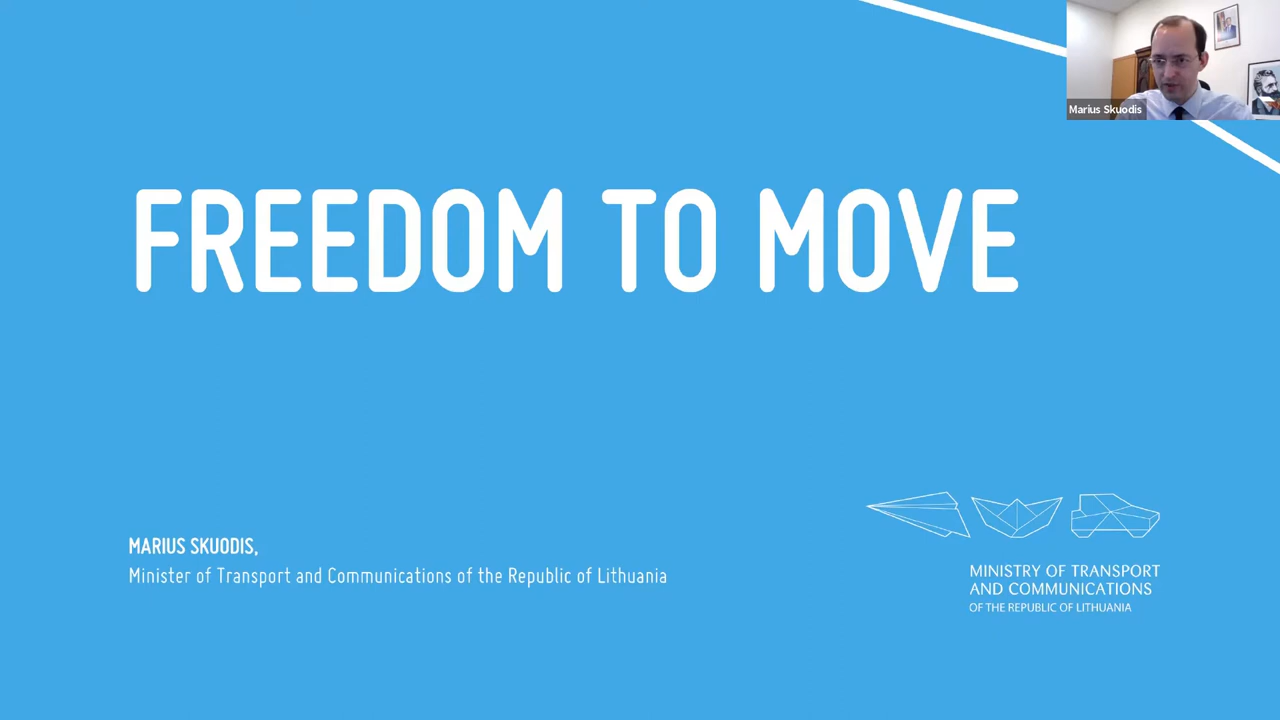 Marius Skuodis
FREEDOM TO MOVE
MARIUS SKUODIS,
Minister of Transport and Communications of the Republic of Lithuania
MINISTRY OF TRANSPORT
AND COMMUNICATIONS
OF THE REPUBLIC OF LITHUANIA